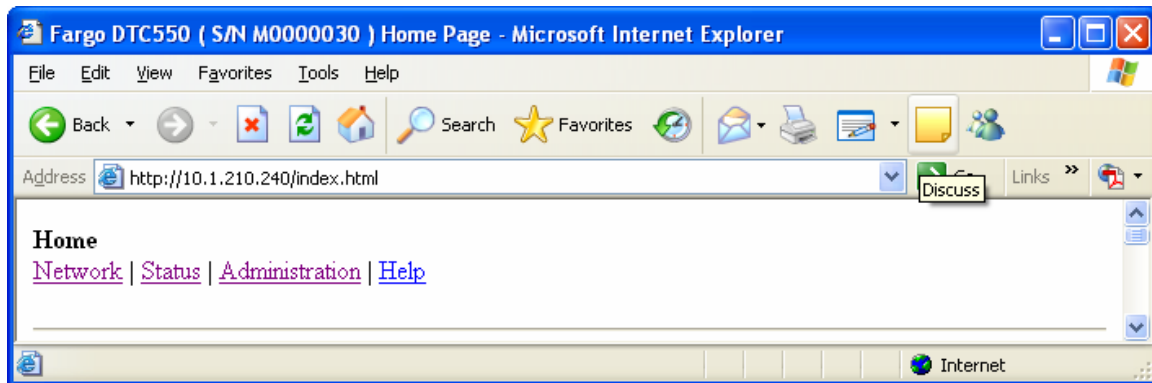 Fargo DTC550 ( S/N M0000030 ) Home Page - Microsoft Internet Explorer
File Edit View Favorites Tools Help
Back Search Favorites
Address http://10.1.210.240/index.html Links »
Discuss
Home
Network | Status | Administration | Help
Internet